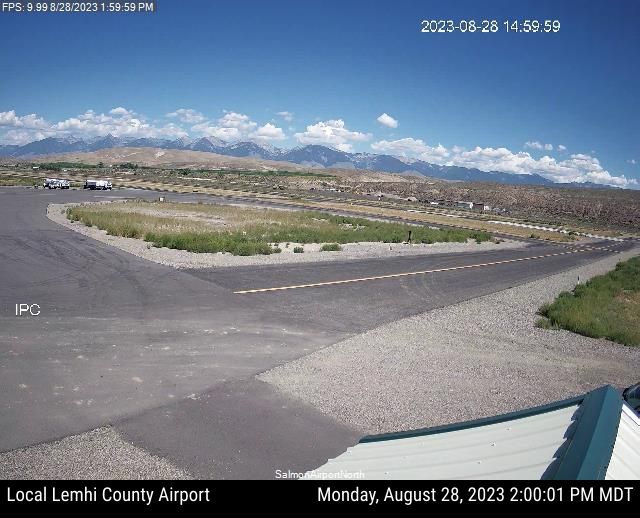 FPS: 9.99 8/28/2023 1:59:59 PM
2023-08-28 14:59:59
IPC
SalmonAirportNorth
Local Lemhi County Airport Monday, August 28, 2023 2:00:01 PM MDT